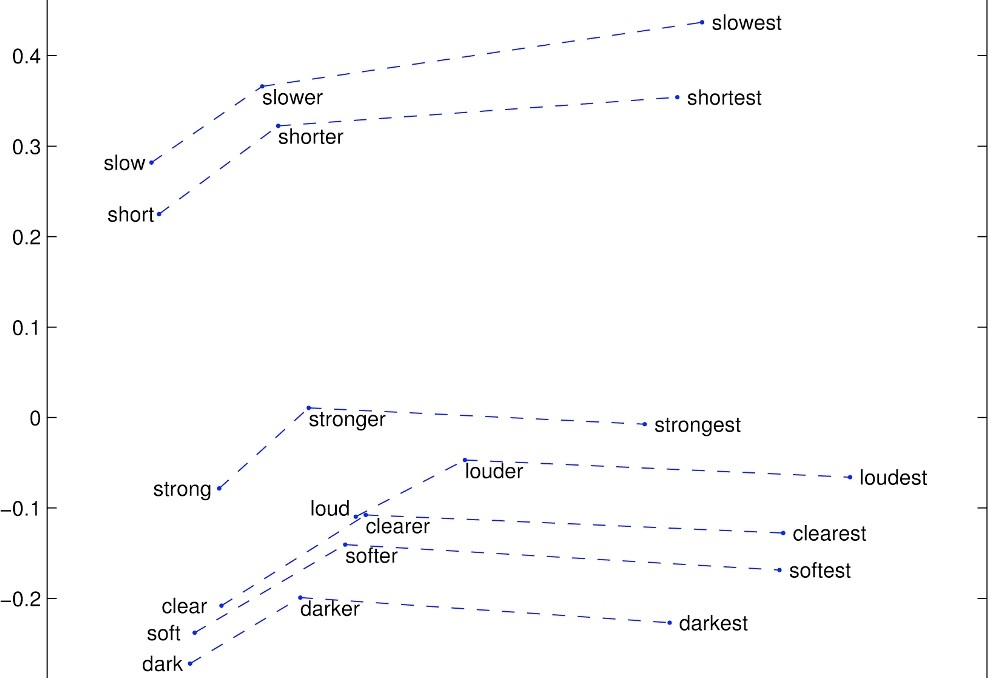 slowest
0.4
slower
shortest
shorter
0.3
slow
short
0.2
0.1
0
stronger
strongest
louder
loudest
strong
loud
−0.1
clearer
clearest
softer
softest
−0.2
clear
darker
darkest
soft
dark